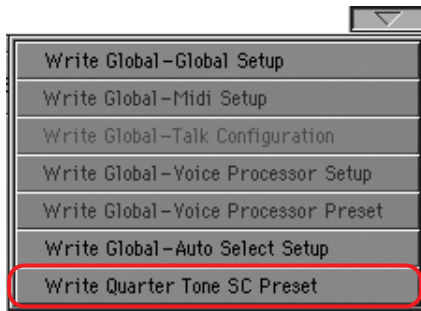 Write Global-Global Setup
Write Global-Midi Setup
Write Global-Talk Configuration
Write Global-Voice Processor Setup
Write Global-Voice Processor Preset
Write Global-Auto Select Setup
Write Quarter Tone SC Preset